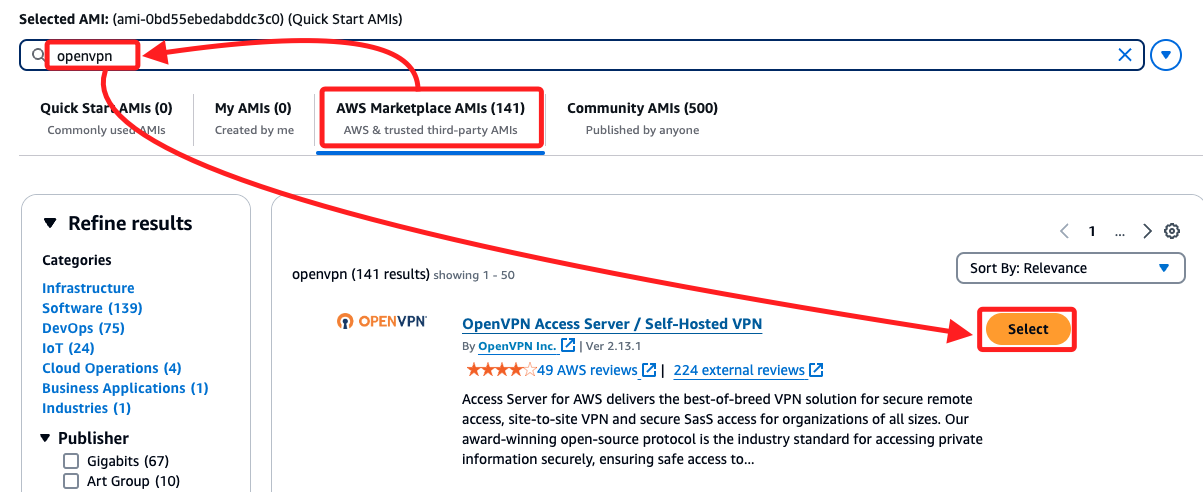 Selected AMI: (ami-0bd55ebedabddc3c0) (Quick Start AMIs)
openvpn
Quick Start AMIs (0)
Commonly used AMIs
My AMIs (0)
Created by me
AWS Marketplace AMIs (141)
AWS & trusted third-party AMIs
Community AMIs (500)
Published by anyone
Refine results
Categories
Infrastructure
Software (139)
DevOps (75)
IoT (24)
Cloud Operations (4)
Business Applications (1)
Industries (1)
Publisher
Gigabits (67)
Art Group (10)
1 ...
openvpn (141 results) showing 1 - 50
Sort By: Relevance
OPENVPN
OpenVPN Access Server / Self-Hosted VPN
Select
By OpenVPN Inc. | Ver 2.13.1
49 AWS reviews | 224 external reviews
Access Server for AWS delivers the best-of-breed VPN solution for secure remote
access, site-to-site VPN and secure SaaS access for organizations of all sizes. Our
award-winning open-source protocol is the industry standard for accessing private
information securely, ensuring safe access to...